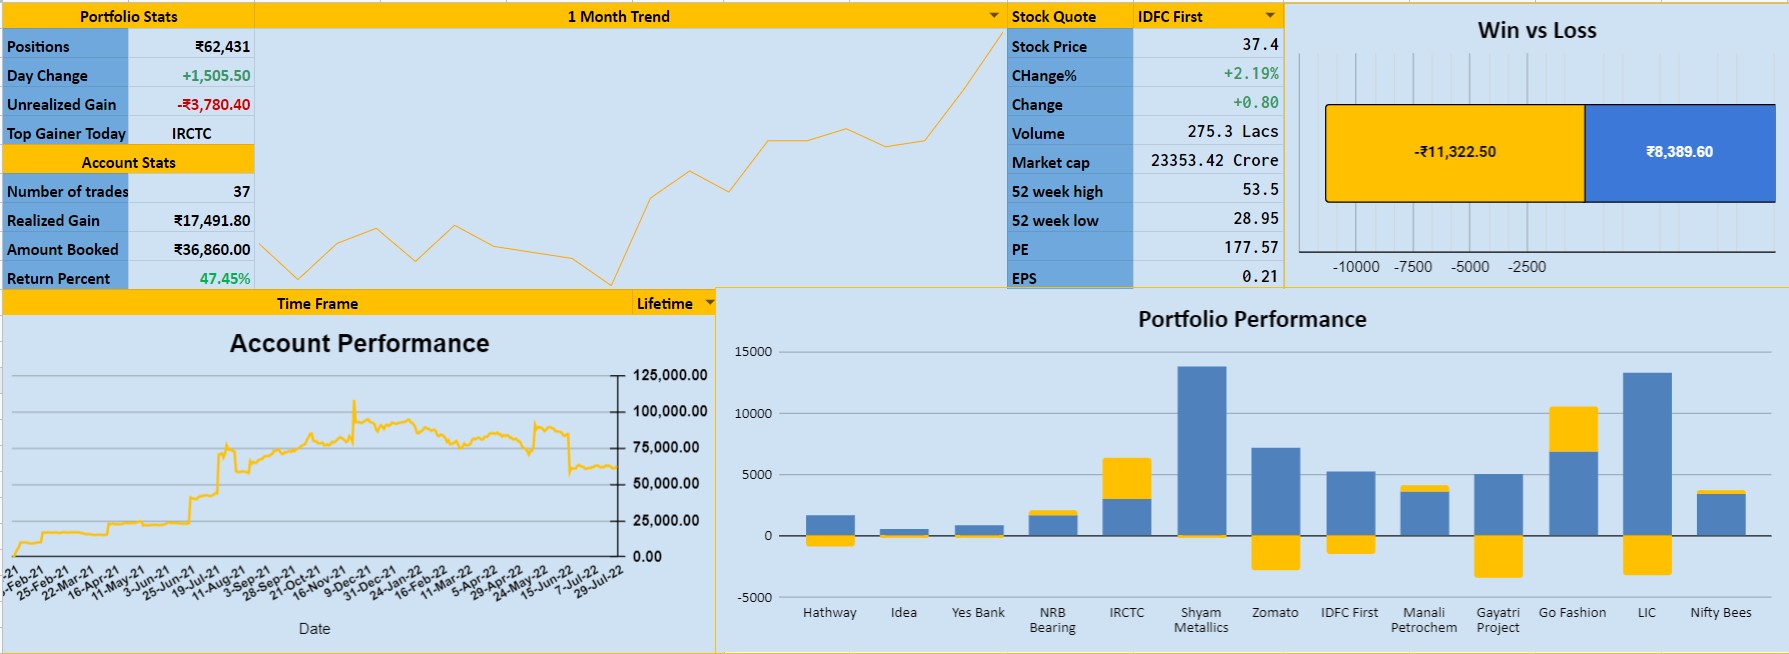 Portfolio Stats
Positions ₹62,431
Day Change +1,505.50
Unrealized Gain -₹3,780.40
Top Gainer Today IRCTC
Account Stats
Number of trades 37
Realized Gain ₹17,491.80
Amount Booked ₹36,860.00
Return Percent 47.45%
1 Month Trend
Stock Quote IDFC First
Stock Price 37.4
CHange% +2.19%
Change +0.80
Volume 275.3 Lacs
Market cap 23353.42 Crore
52 week high 53.5
52 week low 28.95
PE 177.57
EPS 0.21
Win vs Loss
-₹11,322.50 ₹8,389.60
-10000 -7500 -5000 -2500
Time Frame Lifetime
Account Performance
125,000.00
100,000.00
75,000.00
50,000.00
25,000.00
0.00
-21 -Feb-21 25-Feb-21 22-Mar-21 16-Apr-21 11-May-21 3-Jun-21 25-Jun-21 19-Jul-21 11-Aug-21 3-Sep-21 28-Sep-21 21-Oct-21 16-Nov-21 9-Dec-21 31-Dec-21 24-Jan-22 16-Feb-22 11-Mar-22 5-Apr-22 29-Apr-22 24-May-22 15-Jun-22 7-Jul-22 29-Jul-22
Date
Portfolio Performance
15000
10000
5000
0
-5000
Hathway Idea Yes Bank NRB Bearing IRCTC Shyam Metallics Zomato IDFC First Manali Petrochem Gayatri Project Go Fashion LIC Nifty Bees